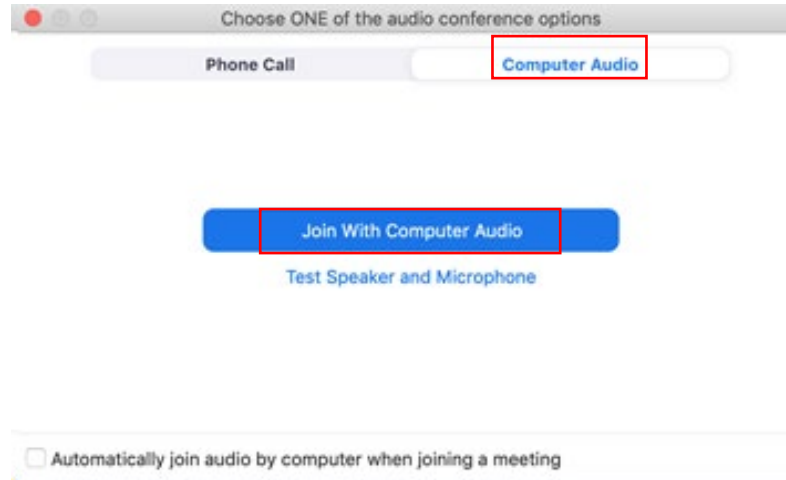 Choose ONE of the audio conference options
Phone Call Computer Audio
Join With Computer Audio
Test Speaker and Microphone
Automatically join audio by computer when joining a meeting